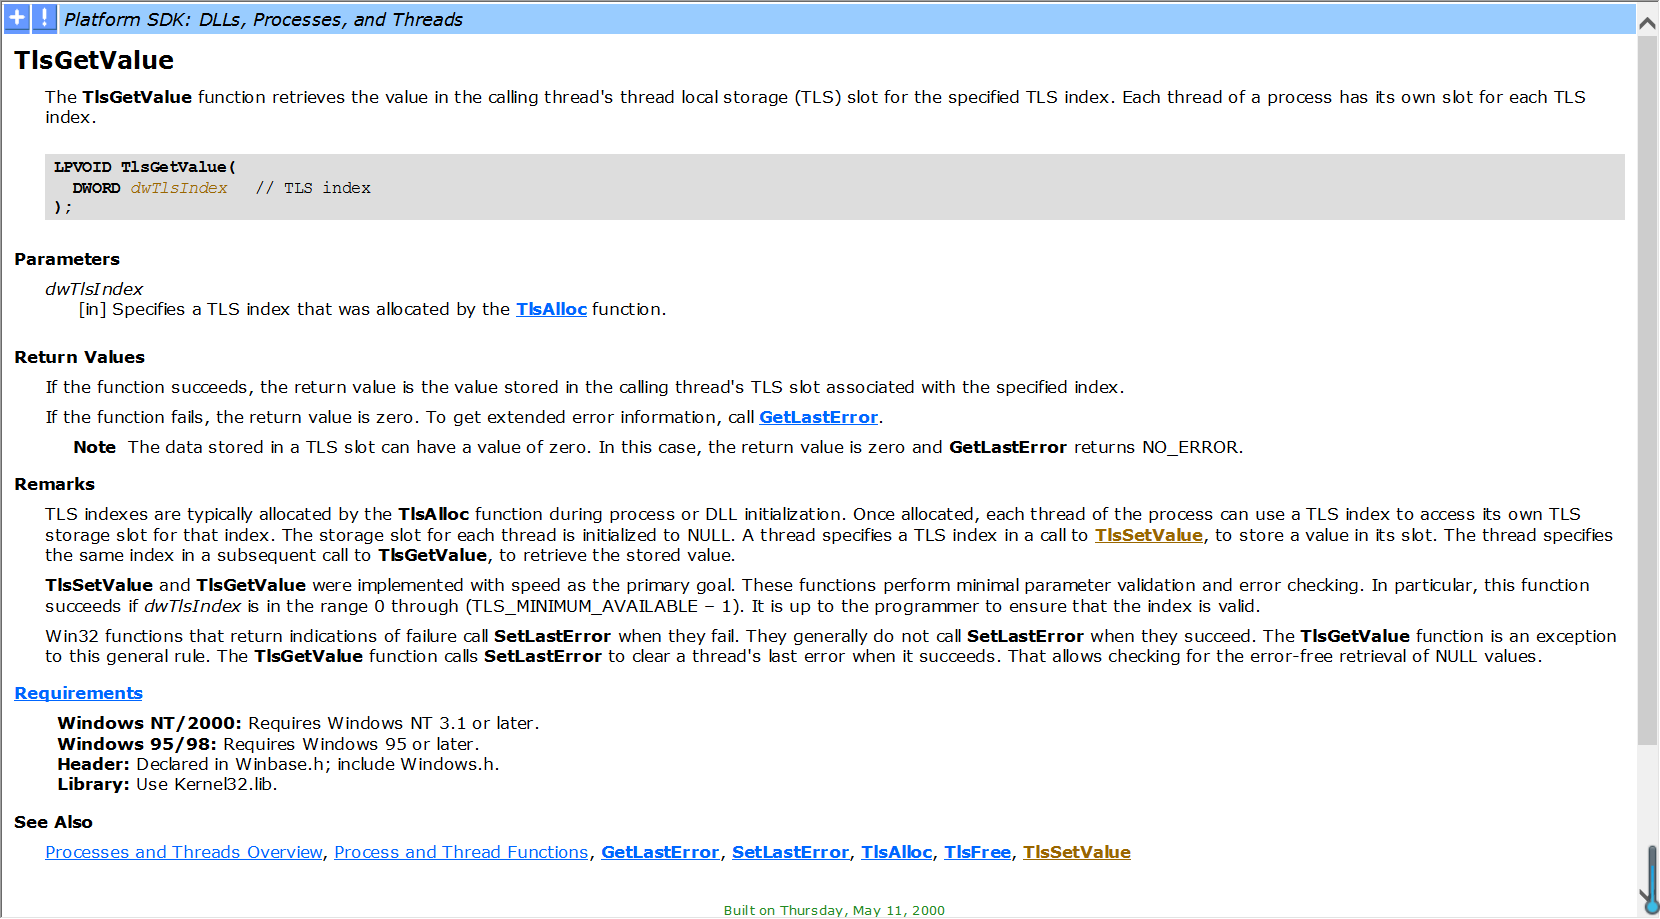 Platform SDK: DLLs, Processes, and Threads
TlsGetValue
The TlsGetValue function retrieves the value in the calling thread's thread local storage (TLS) slot for the specified TLS index. Each thread of a process has its own slot for each TLS
index.
LPVOID TlsGetValue(
  DWORD dwTlsIndex   // TLS index
);
Parameters
dwTlsIndex
[in] Specifies a TLS index that was allocated by the TlsAlloc function.
Return Values
If the function succeeds, the return value is the value stored in the calling thread's TLS slot associated with the specified index.
If the function fails, the return value is zero. To get extended error information, call GetLastError.
Note  The data stored in a TLS slot can have a value of zero. In this case, the return value is zero and GetLastError returns NO_ERROR.
Remarks
TLS indexes are typically allocated by the TlsAlloc function during process or DLL initialization. Once allocated, each thread of the process can use a TLS index to access its own TLS
storage slot for that index. The storage slot for each thread is initialized to NULL. A thread specifies a TLS index in a call to TlsSetValue, to store a value in its slot. The thread specifies
the same index in a subsequent call to TlsGetValue, to retrieve the stored value.
TlsSetValue and TlsGetValue were implemented with speed as the primary goal. These functions perform minimal parameter validation and error checking. In particular, this function
succeeds if dwTlsIndex is in the range 0 through (TLS_MINIMUM_AVAILABLE – 1). It is up to the programmer to ensure that the index is valid.
Win32 functions that return indications of failure call SetLastError when they fail. They generally do not call SetLastError when they succeed. The TlsGetValue function is an exception
to this general rule. The TlsGetValue function calls SetLastError to clear a thread's last error when it succeeds. That allows checking for the error-free retrieval of NULL values.
Requirements
Windows NT/2000: Requires Windows NT 3.1 or later.
Windows 95/98: Requires Windows 95 or later.
Header: Declared in Winbase.h; include Windows.h.
Library: Use Kernel32.lib.
See Also
Processes and Threads Overview, Process and Thread Functions, GetLastError, SetLastError, TlsAlloc, TlsFree, TlsSetValue
Built on Thursday, May 11, 2000